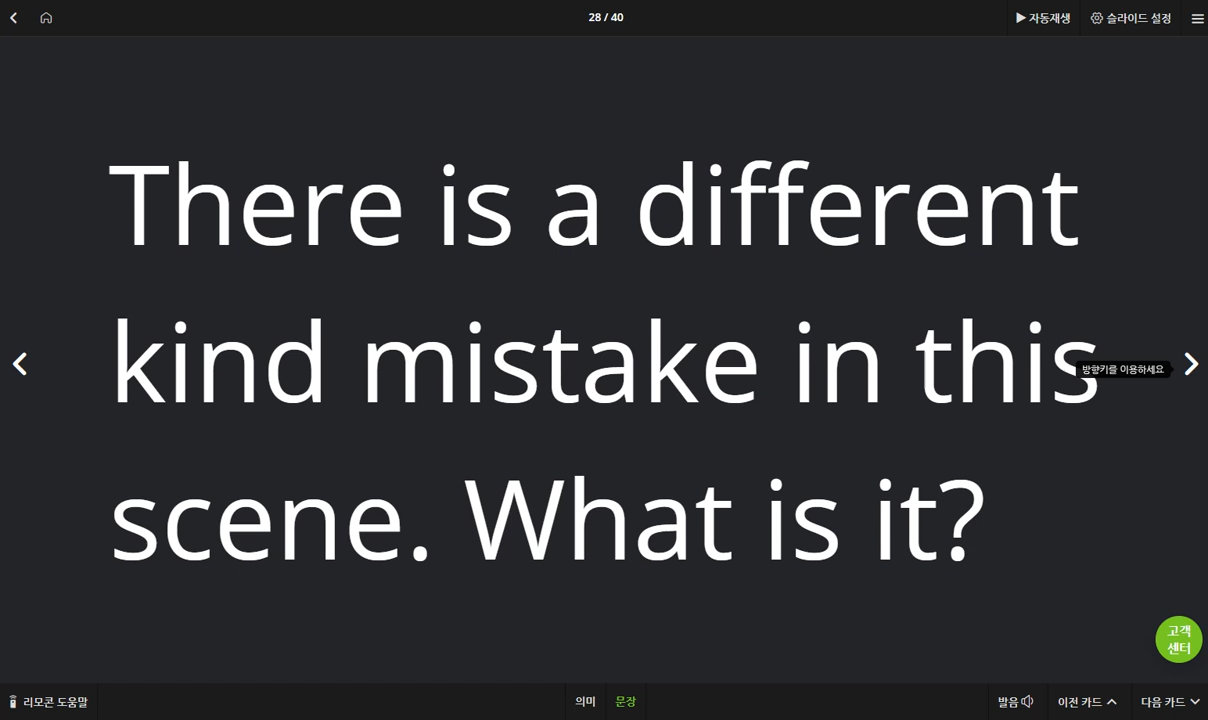 28 / 40
자동재생
슬라이드 설정
There is a different
kind mistake in this
방향키를 이용하세요
scene. What is it?
고객
센터
리모콘 도움말
의미
문장
발음
이전 카드
다음 카드